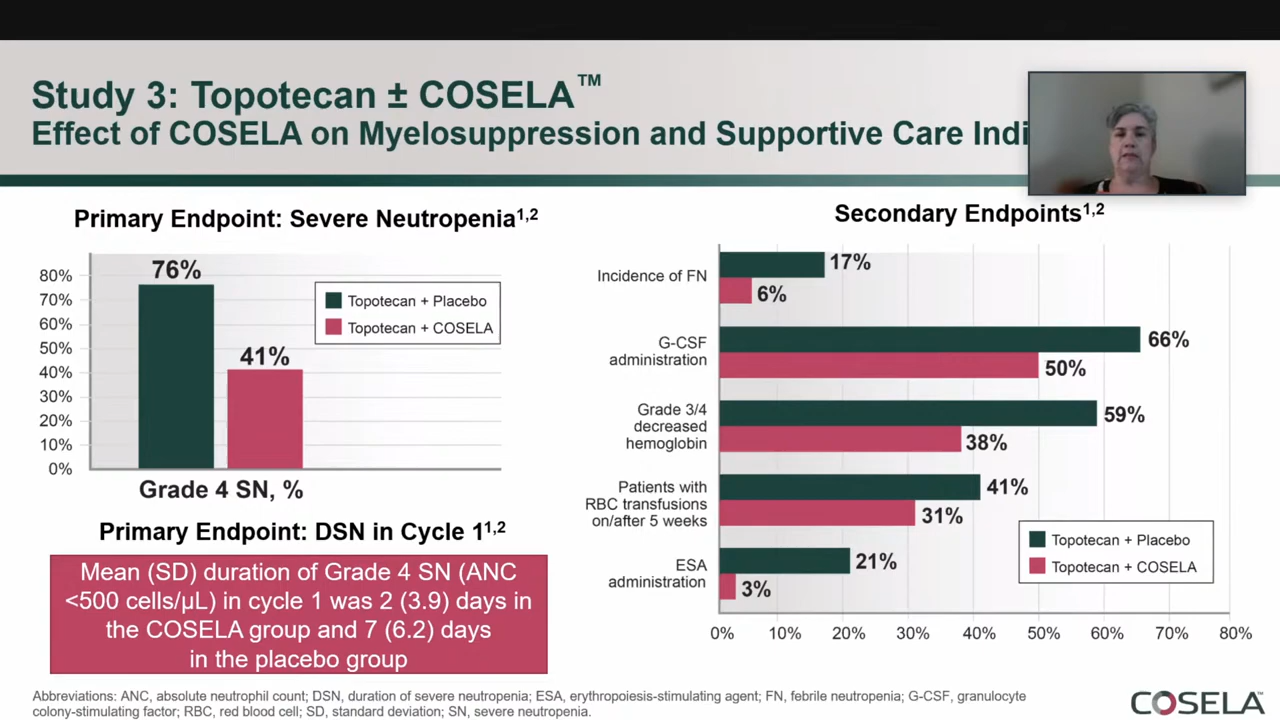 Study 3: Topotecan ± COSELA™
Effect of COSELA on Myelosuppression and Supportive Care Indi
Primary Endpoint: Severe Neutropenia1,2
80%
70%
60%
50%
40%
30%
20%
10%
0%
76%
41%
Topotecan + Placebo
Topotecan + COSELA
Grade 4 SN, %
Primary Endpoint: DSN in Cycle 11,2
Mean (SD) duration of Grade 4 SN (ANC
<500 cells/µL) in cycle 1 was 2 (3.9) days in
the COSELA group and 7 (6.2) days
in the placebo group
Secondary Endpoints1,2
Incidence of FN
17%
6%
G-CSF
administration
66%
50%
Grade 3/4
decreased
hemoglobin
59%
38%
Patients with
RBC transfusions
on/after 5 weeks
41%
31%
ESA
administration
21%
3%
Topotecan + Placebo
Topotecan + COSELA
0% 10% 20% 30% 40% 50% 60% 70% 80%
Abbreviations: ANC, absolute neutrophil count; DSN, duration of severe neutropenia; ESA, erythropoiesis-stimulating agent; FN, febrile neutropenia; G-CSF, granulocyte
colony-stimulating factor; RBC, red blood cell; SD, standard deviation; SN, severe neutropenia.
COSELA™